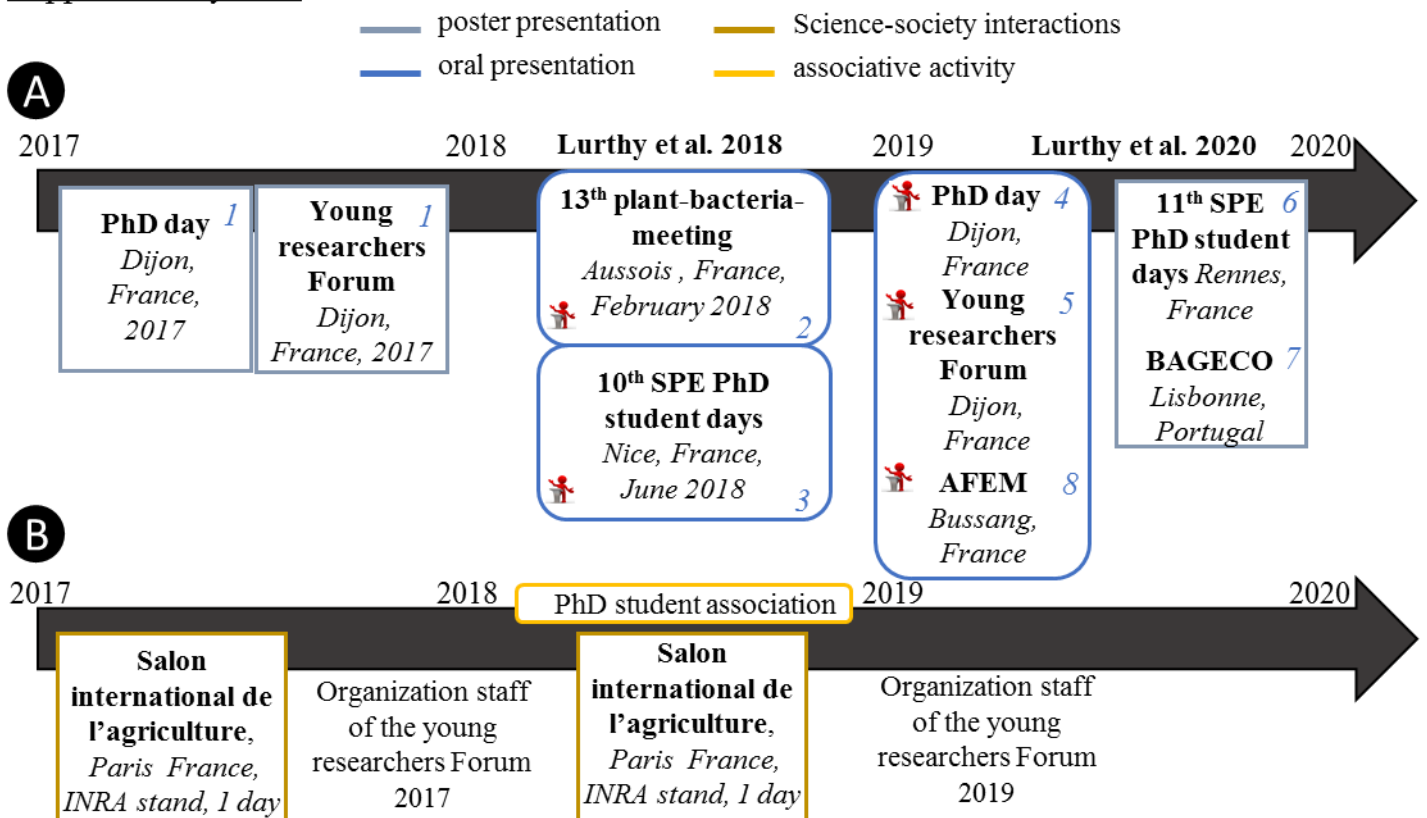 poster presentation
Science-society interactions
oral presentation
associative activity
A
2017
2018
Lurthy et al. 2018
2019
Lurthy et al. 2020
2020
PhD day 1
Dijon,
France,
2017
Young 1
researchers
Forum
Dijon,
France, 2017
13th plant-bacteria-
meeting
Aussois , France,
February 2018
2
10th SPE PhD
student days
Nice, France,
June 2018
3
PhD day 4
Dijon,
France
Young 5
researchers
Forum
Dijon,
France
AFEM 8
Bussang,
France
11th SPE 6
PhD student
days Rennes,
France
BAGECO 7
Lisbonne,
Portugal
B
2017
2018
PhD student association
2019
2020
Salon
international de
l’agriculture,
Paris France,
INRA stand, 1 day
Organization staff
of the young
researchers Forum
2017
Salon
international de
l’agriculture,
Paris France,
INRA stand, 1 day
Organization staff
of the young
researchers Forum
2019